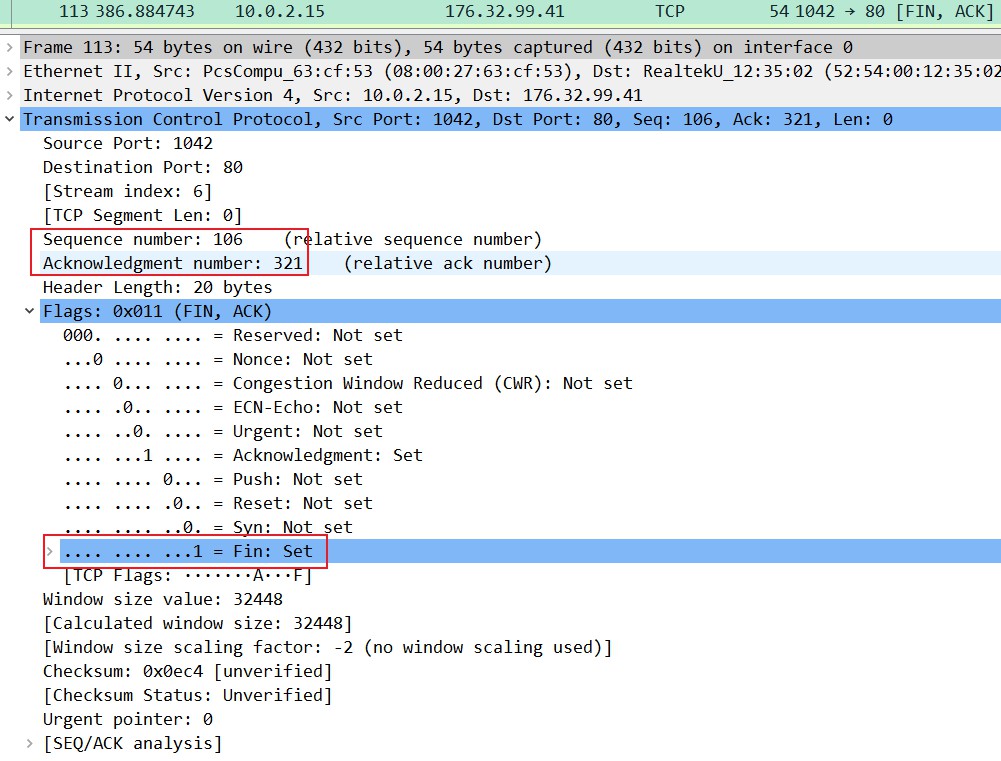 113 386.884743 10.0.2.15 176.32.99.41 TCP 54 1042 → 80 [FIN, ACK]
Frame 113: 54 bytes on wire (432 bits), 54 bytes captured (432 bits) on interface 0
Ethernet II, Src: PcsCompu_63:cf:53 (08:00:27:63:cf:53), Dst: RealtekU_12:35:02 (52:54:00:12:35:02
Internet Protocol Version 4, Src: 10.0.2.15, Dst: 176.32.99.41
Transmission Control Protocol, Src Port: 1042, Dst Port: 80, Seq: 106, Ack: 321, Len: 0
Source Port: 1042
Destination Port: 80
[Stream index: 6]
[TCP Segment Len: 0]
Sequence number: 106 (relative sequence number)
Acknowledgment number: 321 (relative ack number)
Header Length: 20 bytes
Flags: 0x011 (FIN, ACK)
000. .... .... = Reserved: Not set
...0 .... .... = Nonce: Not set
.... 0... .... = Congestion Window Reduced (CWR): Not set
.... .0.. .... = ECN-Echo: Not set
.... ..0. .... = Urgent: Not set
.... ...1 .... = Acknowledgment: Set
.... .... 0... = Push: Not set
.... .... .0.. = Reset: Not set
.... .... ..0. = Syn: Not set
.... .... ...1 = Fin: Set
[TCP Flags: ·······A···F]
Window size value: 32448
[Calculated window size: 32448]
[Window size scaling factor: -2 (no window scaling used)]
Checksum: 0x0ec4 [unverified]
[Checksum Status: Unverified]
Urgent pointer: 0
[SEQ/ACK analysis]